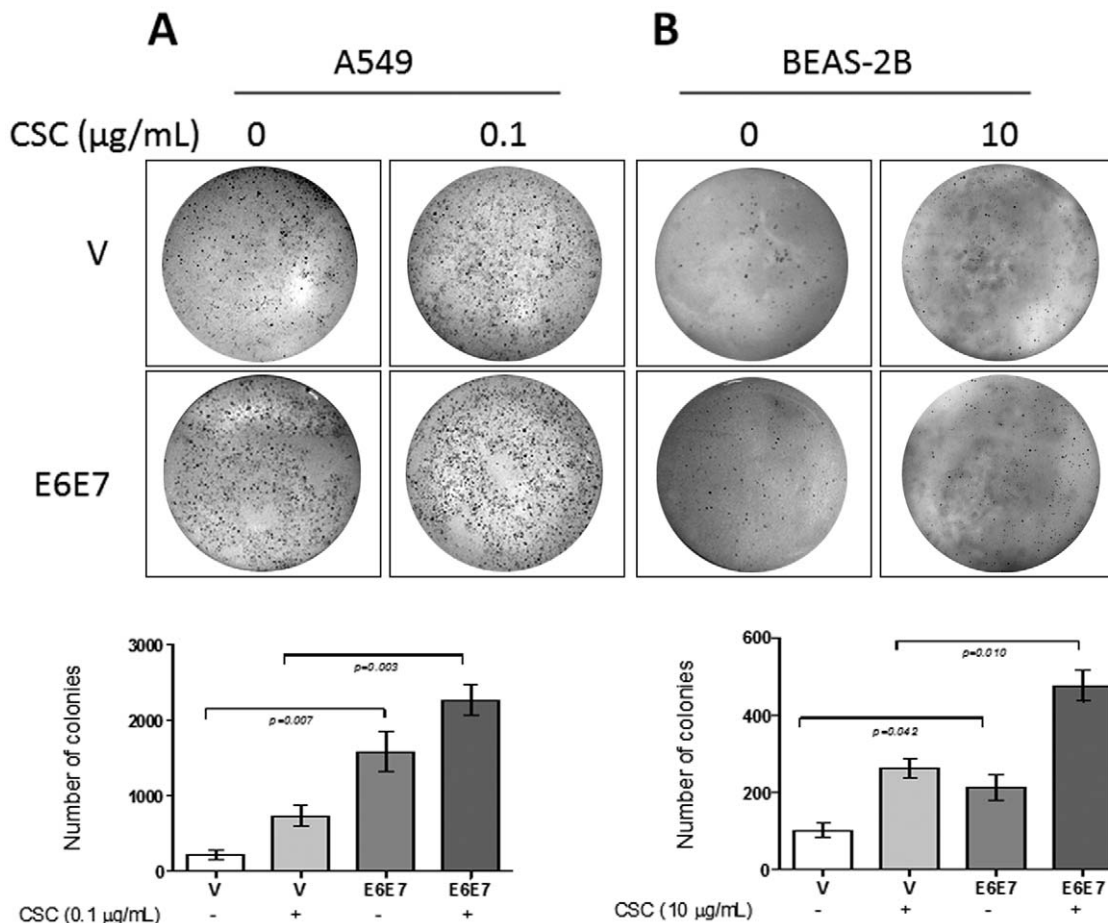 A B
A549 BEAS-2B
CSC (µg/mL) 0 0.1 0 10
V
E6E7
Number of colonies
3000
2000
1000
0
p=0.003
p=0.007
V V E6E7 E6E7
CSC (0.1 µg/mL) - + - +
Number of colonies
600
400
200
0
p=0.010
p=0.042
V V E6E7 E6E7
CSC (10 µg/mL) - + - +